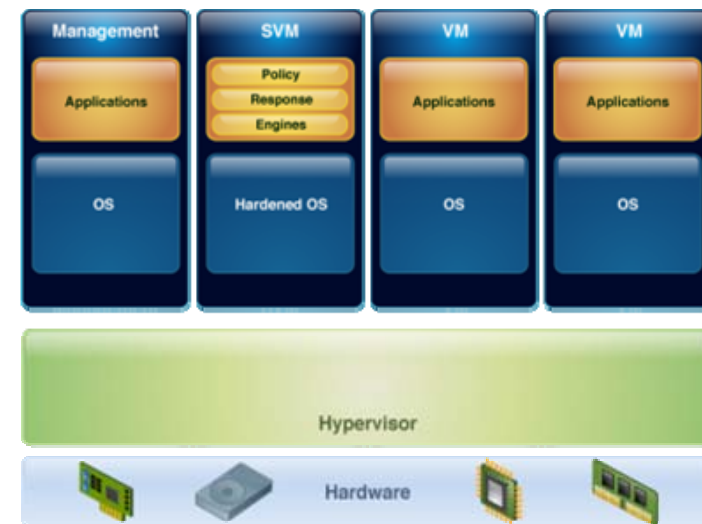 Management
SVM
VM
VM
Applications
Policy
Response
Engines
Applications
Applications
OS
Hardened OS
OS
OS
Hypervisor
Hardware